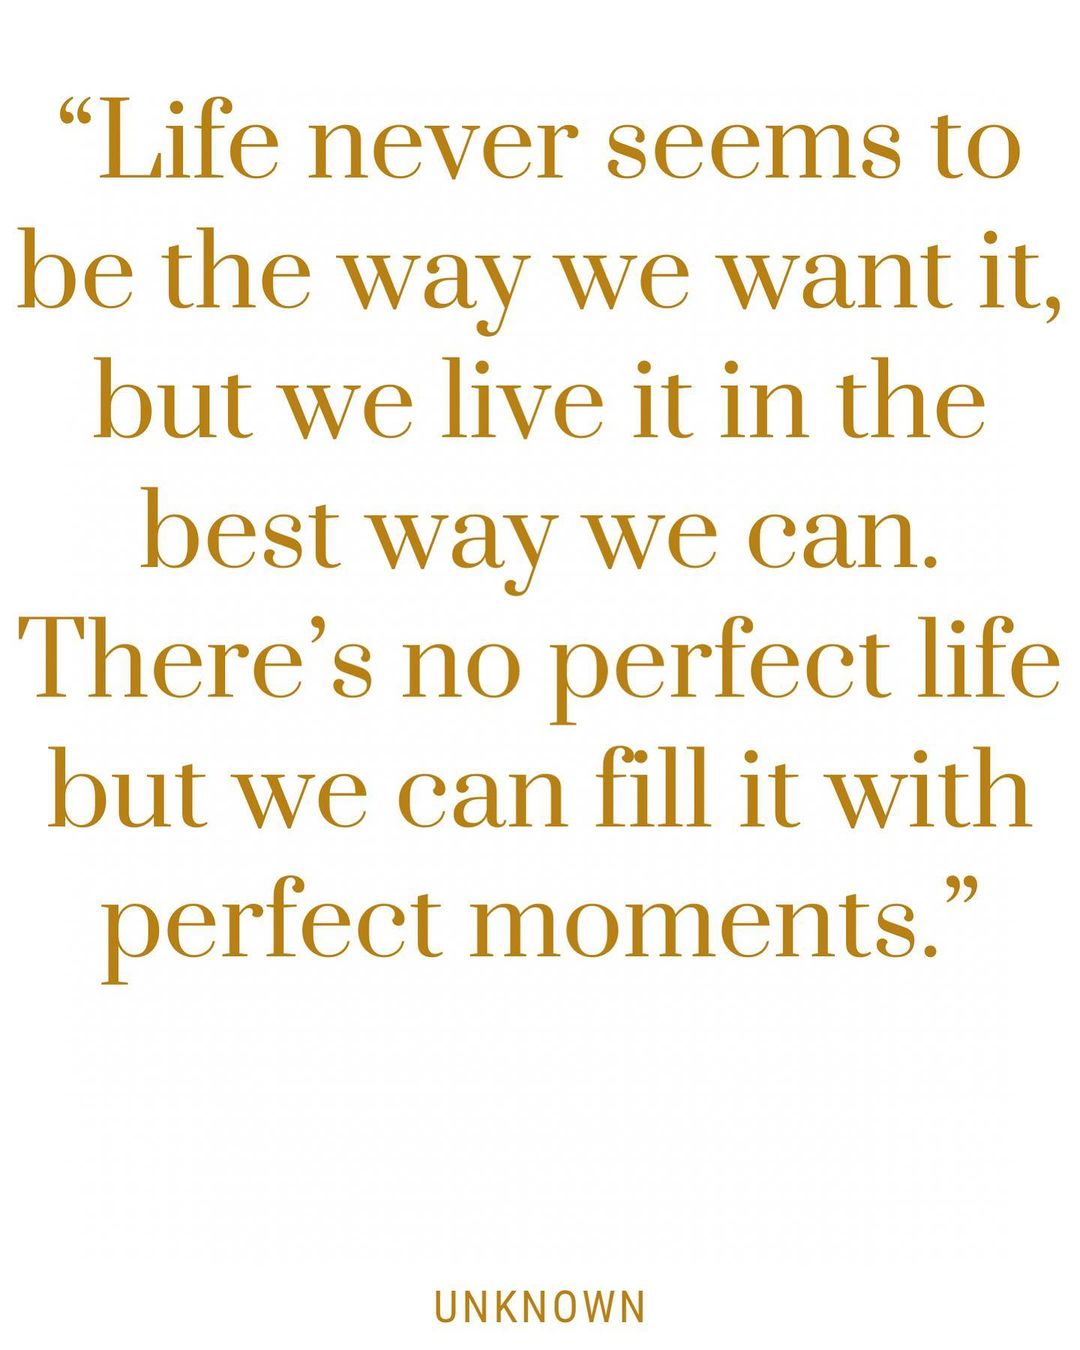 “Life never seems to
be the way we want it,
but we live it in the
best way we can.
There’s no perfect life
but we can fill it with
perfect moments.”
UNKNOWN